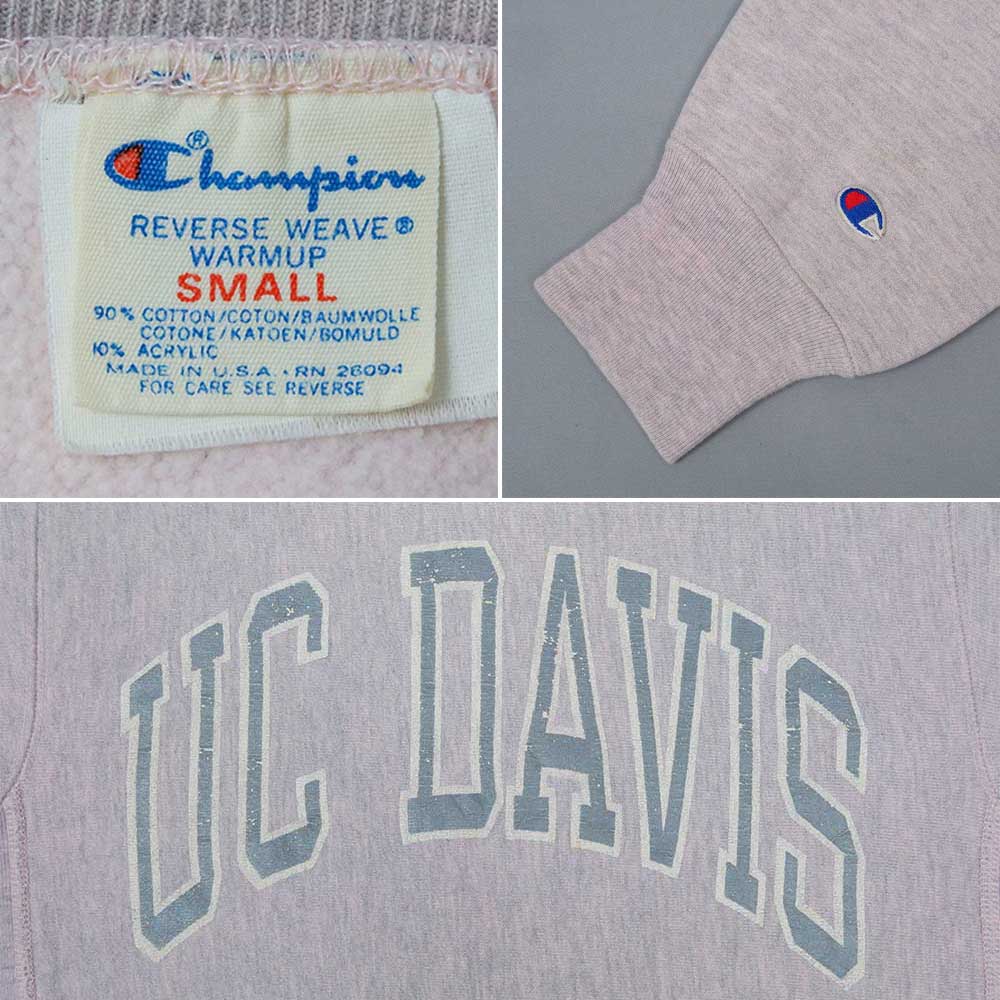 Champion®
REVERSE WEAVE®
WARMUP
SMALL
90% COTTON/COTON/BAUMWOLLE
COTONE/KATOEN/BOMULD
10% ACRYLIC
MADE IN U.S.A. · RN 26094
FOR CARE SEE REVERSE
UC DAVIS